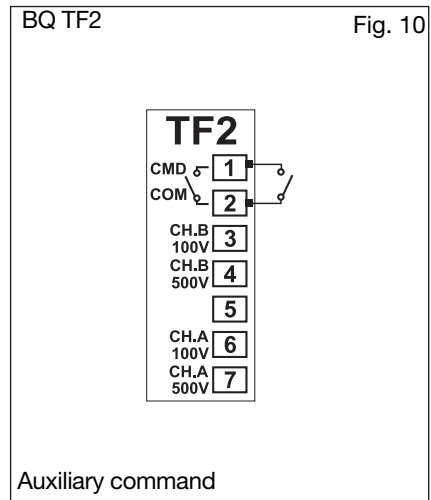 BQ TF2
Fig. 10
TF2
CMD 1
COM 2
CH.B
100V 3
CH.B
500V 4
5
CH.A
100V 6
CH.A
500V 7
Auxiliary command